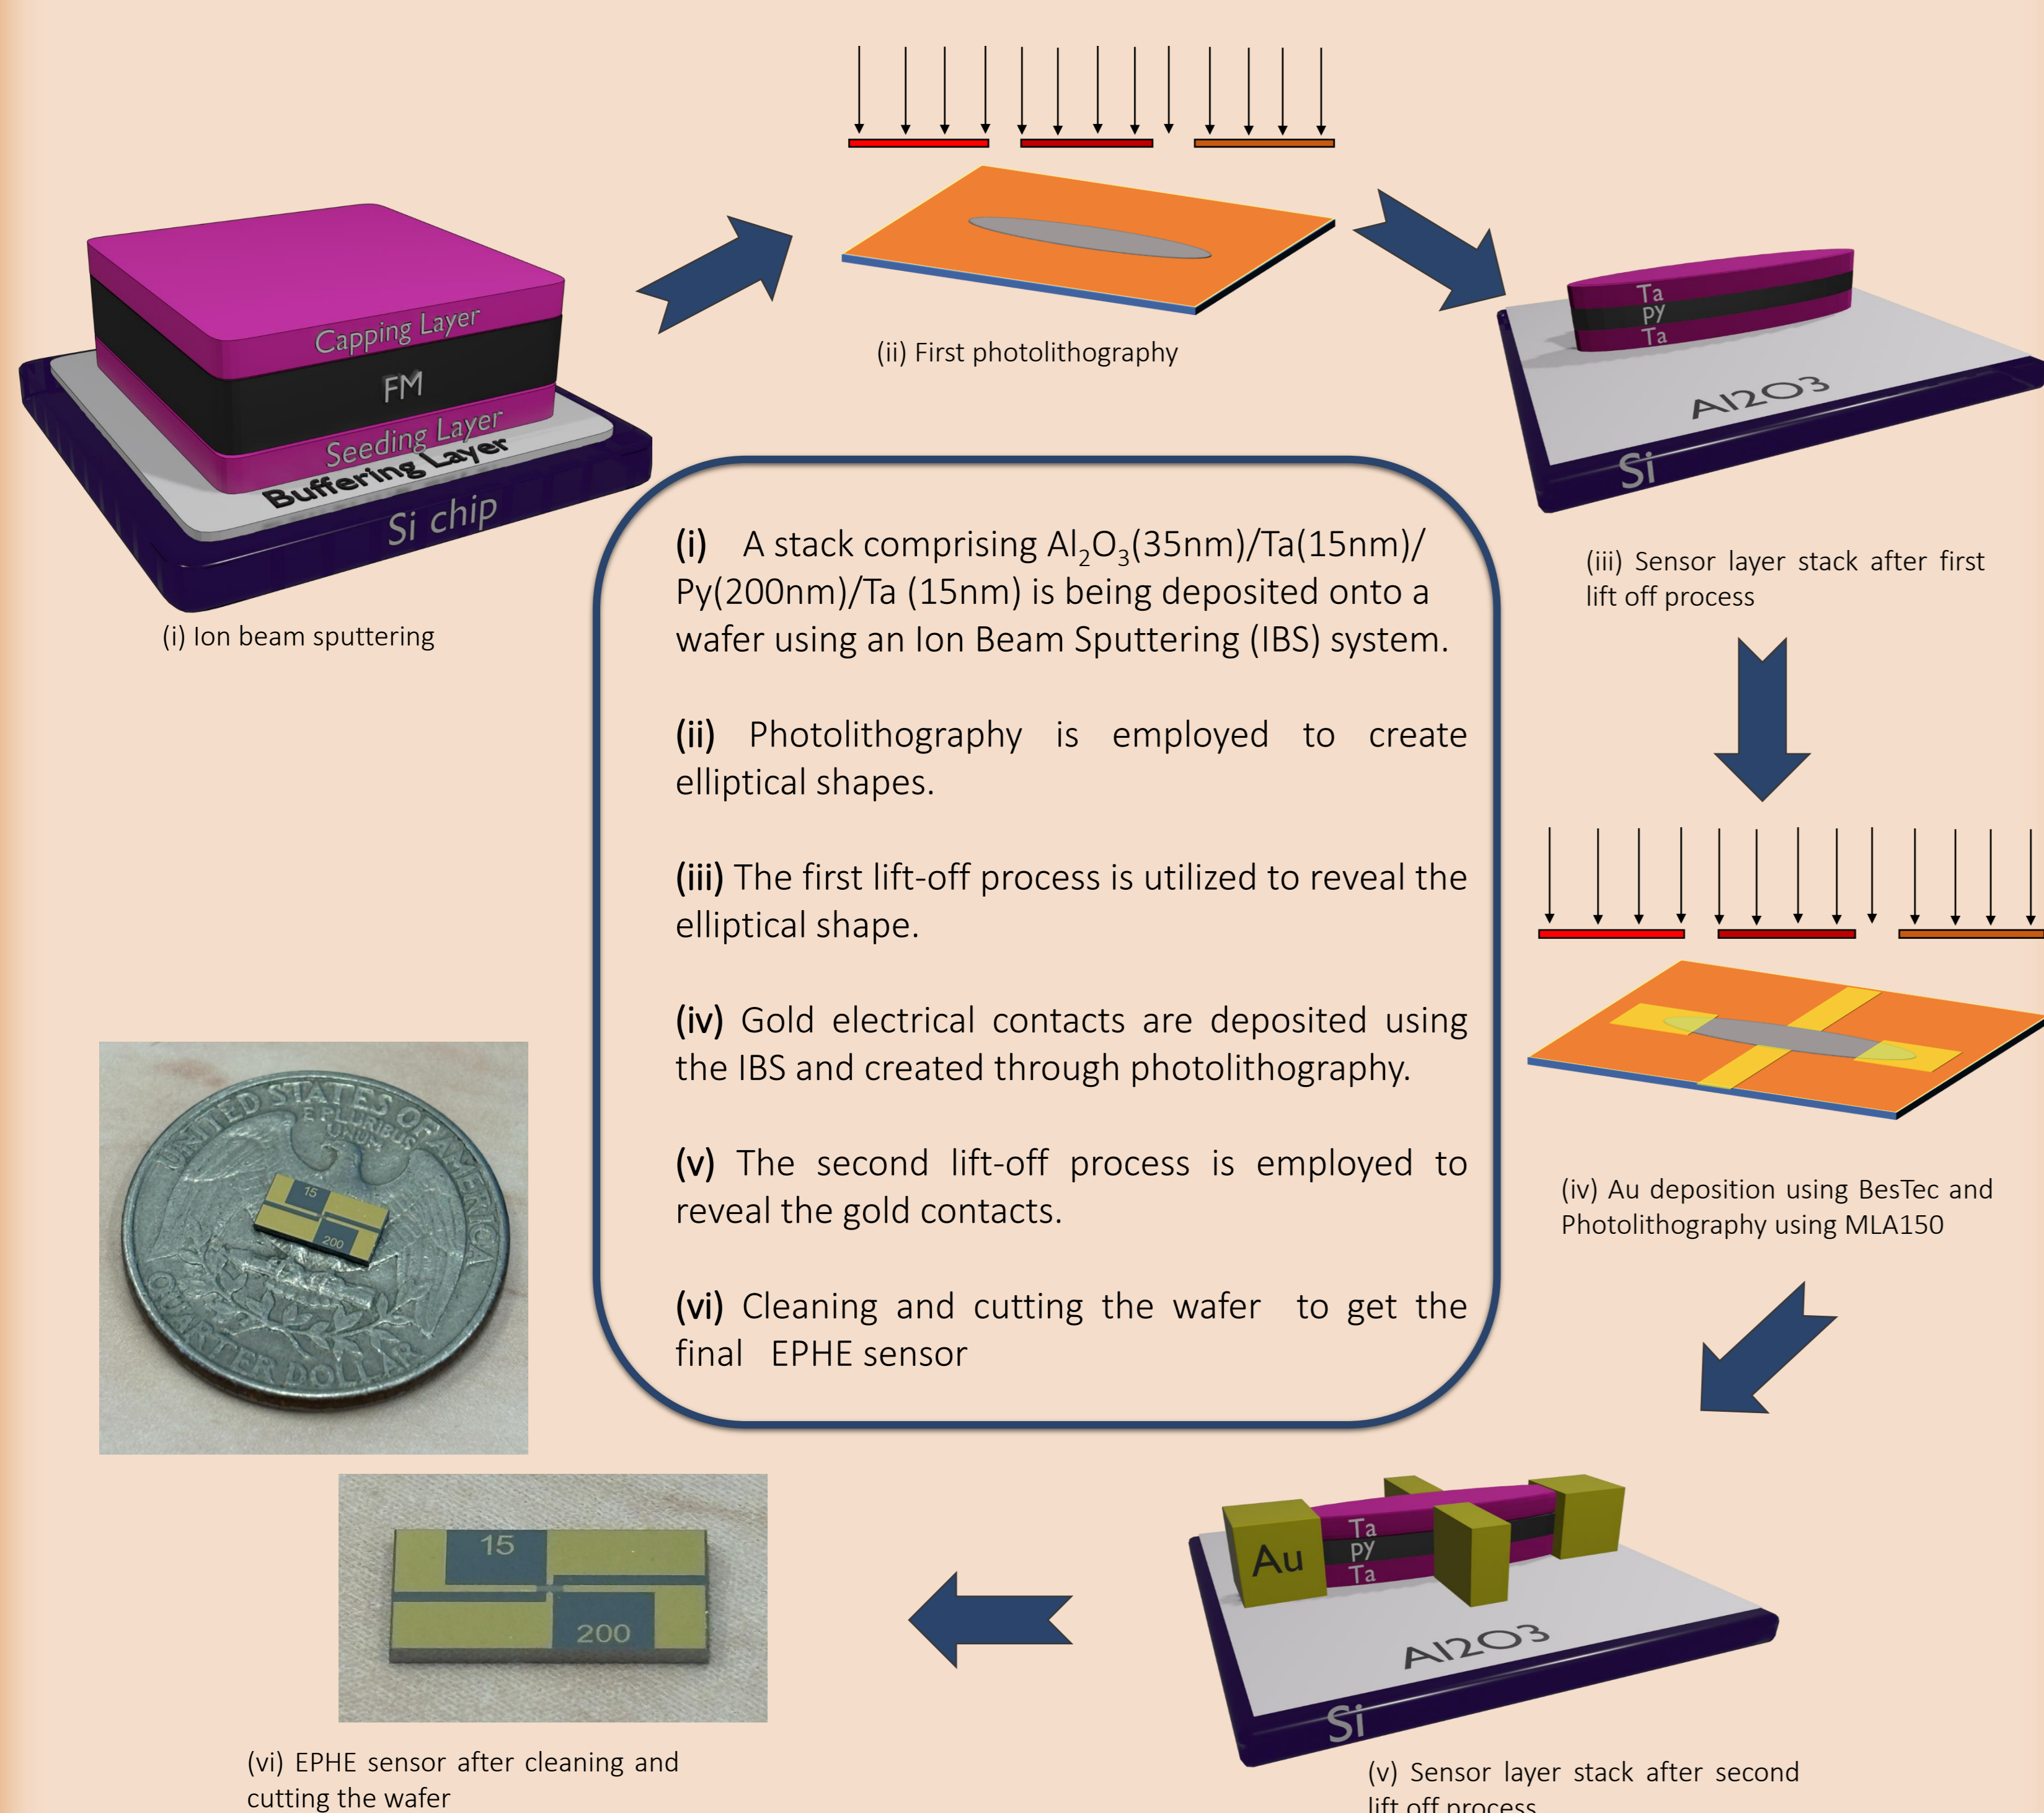 Capping Layer
FM
Seeding Layer
Buffering Layer
Si chip
(i) Ion beam sputtering
(ii) First photolithography
Ta
PY
Ta
Al2O3
Si
(iii) Sensor layer stack after first
lift off process
(i) A stack comprising Al₂O₃(35nm)/Ta(15nm)/
Py(200nm)/Ta (15nm) is being deposited onto a
wafer using an Ion Beam Sputtering (IBS) system.
(ii) Photolithography is employed to create
elliptical shapes.
(iii) The first lift-off process is utilized to reveal the
elliptical shape.
(iv) Gold electrical contacts are deposited using
the IBS and created through photolithography.
(v) The second lift-off process is employed to
reveal the gold contacts.
(vi) Cleaning and cutting the wafer to get the
final EPHE sensor
(iv) Au deposition using BesTec and
Photolithography using MLA150
UNITED STATES OF AMERICA
E PLURIBUS
UNUM
15
200
QUARTER DOLLAR
15
200
(vi) EPHE sensor after cleaning and
cutting the wafer
Au
Ta
PY
Ta
Al2O3
Si
(v) Sensor layer stack after second
lift off process